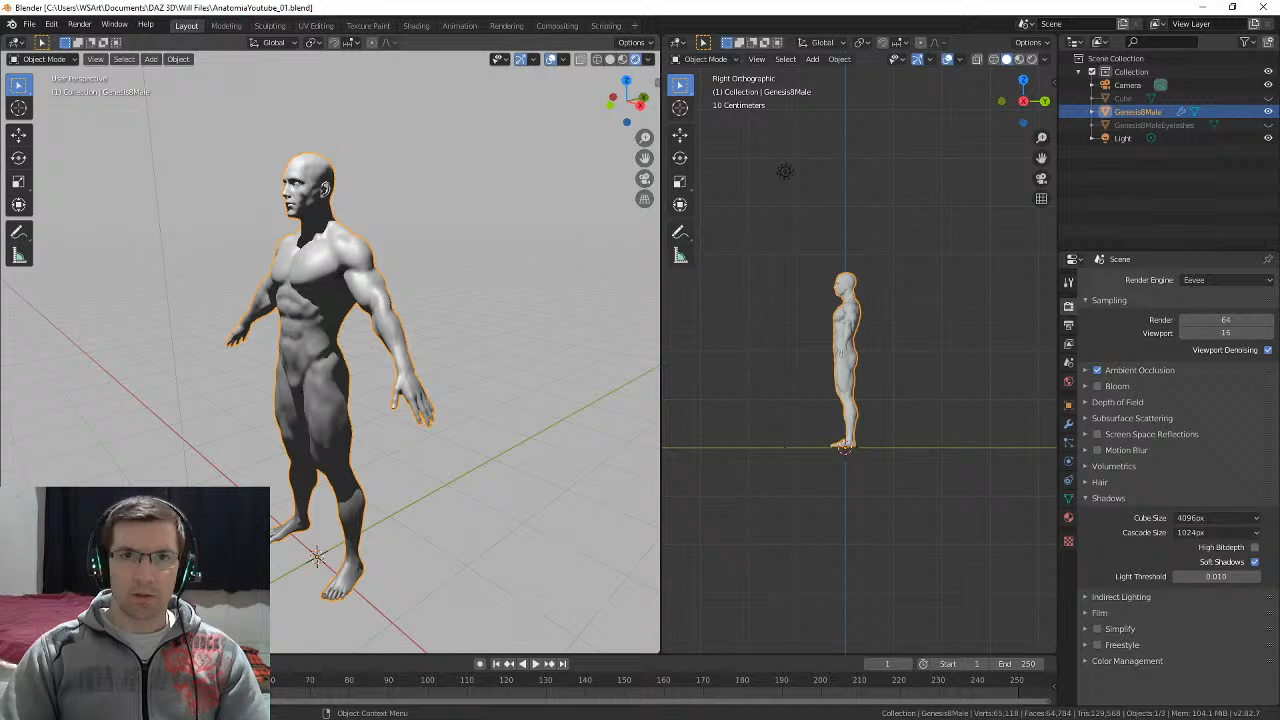 Blender [C:\Users\WSArt\Documents\DAZ 3D\Will Files\AnatomiaYoutube_01.blend]
File Edit Render Window Help Layout Modeling Sculpting UV Editing Texture Paint Shading Animation Rendering Compositing Scripting + Scene View Layer
Global Options
Object Mode View Select Add Object
User Perspective
(1) Collection | Genesis8Male
Z
Y
X
Global Options
Object Mode View Select Add Object
Right Orthographic
(1) Collection | Genesis8Male
10 Centimeters
Z
X
Y
Scene Collection
Collection
Camera
Cube
Genesis8Male
Genesis8MaleEyelashes
Light
Scene
Render Engine Eevee
Sampling
Render 64
Viewport 16
Viewport Denoising
Ambient Occlusion
Bloom
Depth of Field
Subsurface Scattering
Screen Space Reflections
Motion Blur
Volumetrics
Hair
Shadows
Cube Size 4096px
Cascade Size 1024px
High Bitdepth
Soft Shadows
Light Threshold 0.010
Indirect Lighting
Film
Simplify
Freestyle
Color Management
1 Start 1 End 250
70 80 90 100 110 120 130 140 150 160 170 180 190 200 210 220 230 240 250
Object Context Menu
Collection | Genesis8Male | Verts:65,118 | Faces:64,784 | Tris:129,568 | Objects:1/3 | Mem: 104.1 MiB | v2.82.7